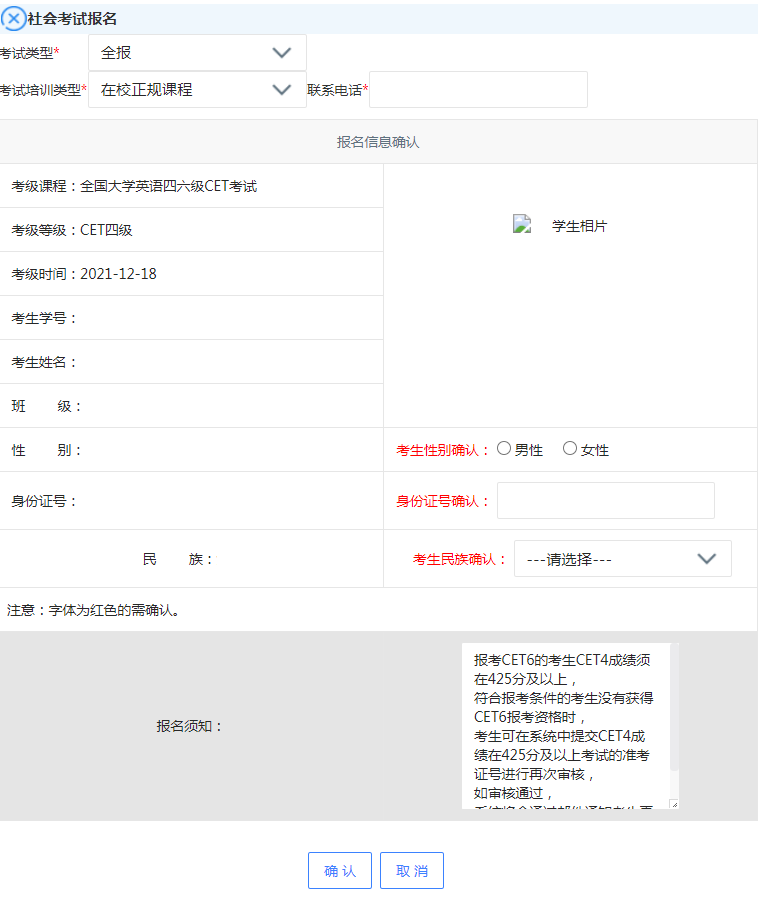 社会考试报名
考试类型* 全报
考试培训类型* 在校正规课程 联系电话*
报名信息确认
考级课程：全国大学英语四六级CET考试
学生相片
考级等级：CET四级
考级时间：2021-12-18
考生学号：
考生姓名：
班 级：
性 别： 考生性别确认： 男性 女性
身份证号： 身份证号确认：
民 族： 考生民族确认： ---请选择---
注意：字体为红色的需确认。
报名须知：
报考CET6的考生CET4成绩须
在425分及以上，
符合报考条件的考生没有获得
CET6报考资格时，
考生可在系统中提交CET4成
绩在425分及以上考试的准考
证号进行再次审核，
如审核通过，
确 认 取 消